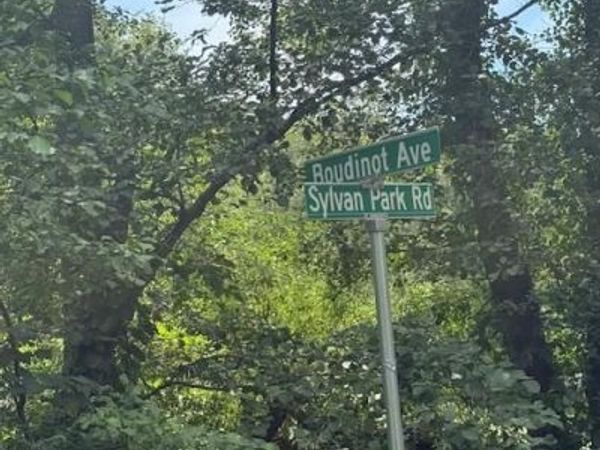 Boudinot Ave
Sylvan Park Rd